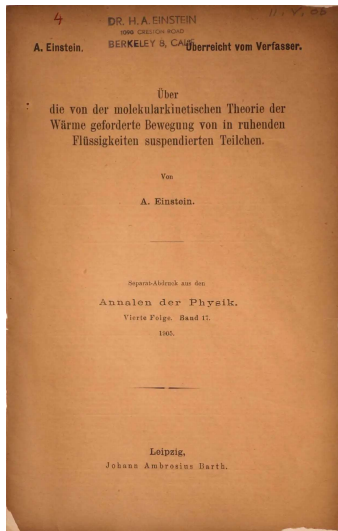 4
DR. H. A. EINSTEIN
1090 CRESTON ROAD
BERKELEY 8, CALIF
A. Einstein.
Überreicht vom Verfasser.
Über
die von der molekularkinetischen Theorie der
Wärme geforderte Bewegung von in ruhenden
Flüssigkeiten suspendierten Teilchen.
Von
A. Einstein.
Separat-Abdruck aus den
Annalen der Physik.
Vierte Folge. Band 17.
1905.
Leipzig,
Johann Ambrosius Barth.